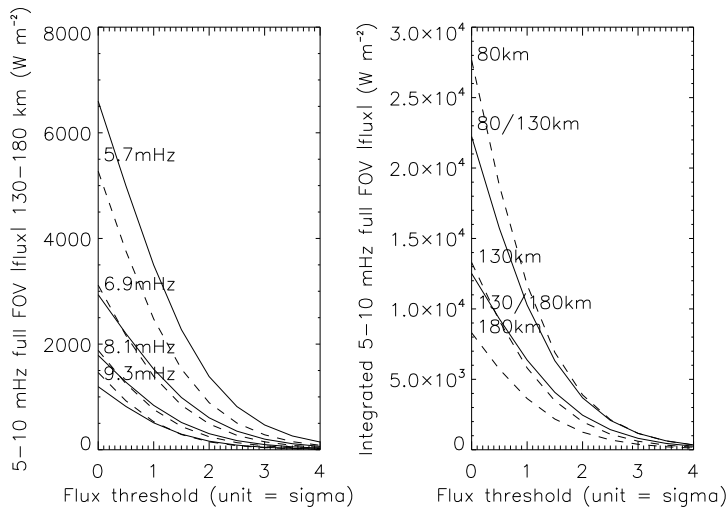 5−10 mHz full FOV |flux| 130−180 km (W m⁻²)
8000
6000
4000
2000
0
5.7mHz
6.9mHz
8.1mHz
9.3mHz
0 1 2 3 4
Flux threshold (unit = sigma)
Integrated 5−10 mHz full FOV |flux| (W m⁻²)
3.0×10⁴
2.5×10⁴
2.0×10⁴
1.5×10⁴
1.0×10⁴
5.0×10³
0
80km
80/130km
130km
130/180km
180km
0 1 2 3 4
Flux threshold (unit = sigma)